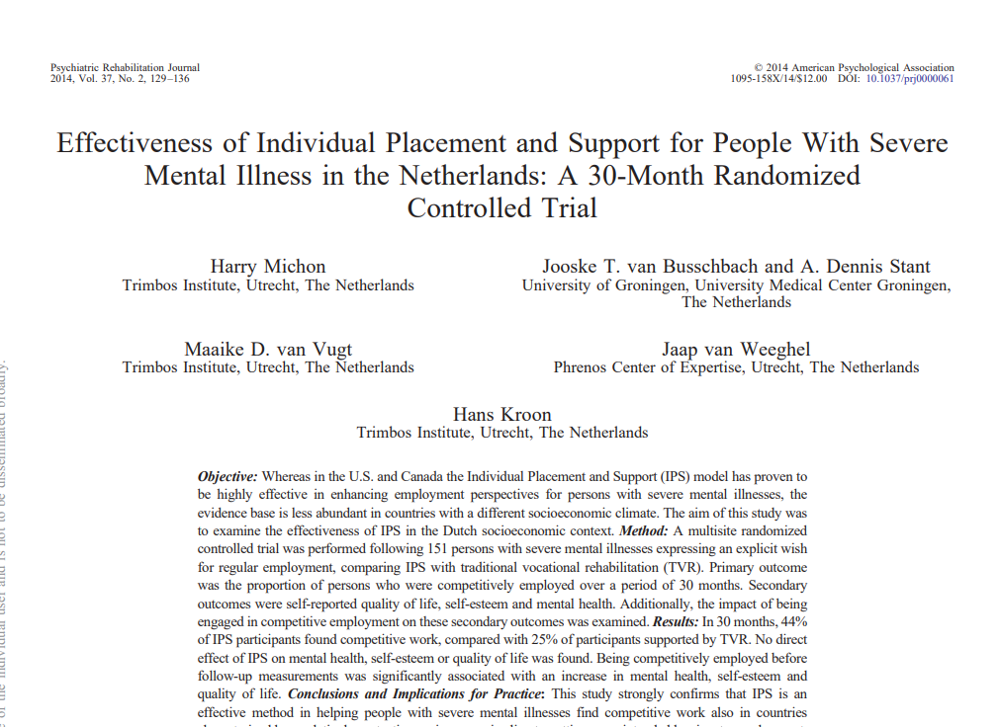 Psychiatric Rehabilitation Journal
2014, Vol. 37, No. 2, 129–136
© 2014 American Psychological Association
1095-158X/14/$12.00 DOI: 10.1037/prj0000061
Effectiveness of Individual Placement and Support for People With Severe
Mental Illness in the Netherlands: A 30-Month Randomized
Controlled Trial
Harry Michon
Trimbos Institute, Utrecht, The Netherlands
Jooske T. van Busschbach and A. Dennis Stant
University of Groningen, University Medical Center Groningen,
The Netherlands
Maaike D. van Vugt
Trimbos Institute, Utrecht, The Netherlands
Jaap van Weeghel
Phrenos Center of Expertise, Utrecht, The Netherlands
Hans Kroon
Trimbos Institute, Utrecht, The Netherlands
Objective: Whereas in the U.S. and Canada the Individual Placement and Support (IPS) model has proven to
be highly effective in enhancing employment perspectives for persons with severe mental illnesses, the
evidence base is less abundant in countries with a different socioeconomic climate. The aim of this study was
to examine the effectiveness of IPS in the Dutch socioeconomic context. Method: A multisite randomized
controlled trial was performed following 151 persons with severe mental illnesses expressing an explicit wish
for regular employment, comparing IPS with traditional vocational rehabilitation (TVR). Primary outcome
was the proportion of persons who were competitively employed over a period of 30 months. Secondary
outcomes were self-reported quality of life, self-esteem and mental health. Additionally, the impact of being
engaged in competitive employment on these secondary outcomes was examined. Results: In 30 months, 44%
of IPS participants found competitive work, compared with 25% of participants supported by TVR. No direct
effect of IPS on mental health, self-esteem or quality of life was found. Being competitively employed before
follow-up measurements was significantly associated with an increase in mental health, self-esteem and
quality of life. Conclusions and Implications for Practice: This study strongly confirms that IPS is an
effective method in helping people with severe mental illnesses find competitive work also in countries
the individual user and is not to be disseminated broadly.